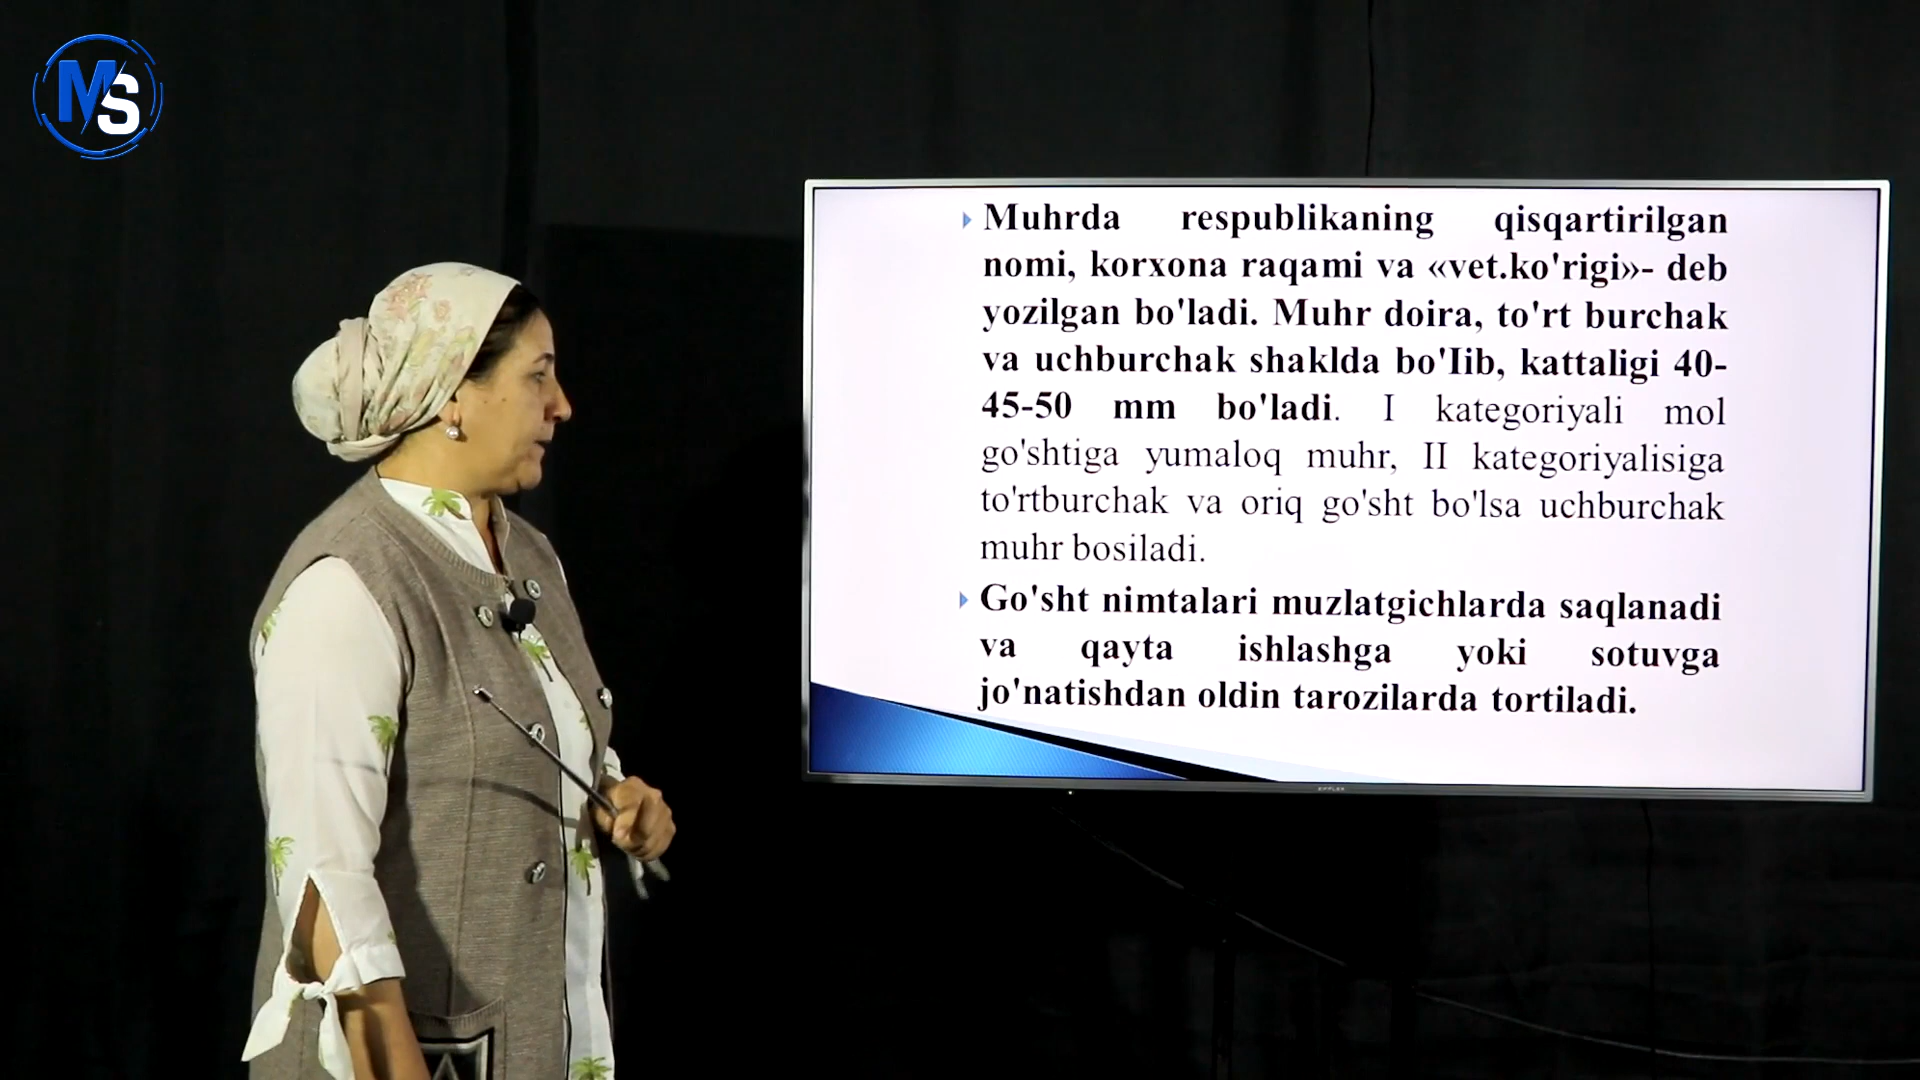 MS
Muhrda respublikaning qisqartirilgan
nomi, korxona raqami va «vet.ko'rigi»- deb
yozilgan bo'ladi. Muhr doira, to'rt burchak
va uchburchak shaklda bo'Iib, kattaligi 40-
45-50 mm bo'ladi. I kategoriyali mol
go'shtiga yumaloq muhr, II kategoriyalisiga
to'rtburchak va oriq go'sht bo'lsa uchburchak
muhr bosiladi.
Go'sht nimtalari muzlatgichlarda saqlanadi
va qayta ishlashga yoki sotuvga
jo'natishdan oldin tarozilarda tortiladi.